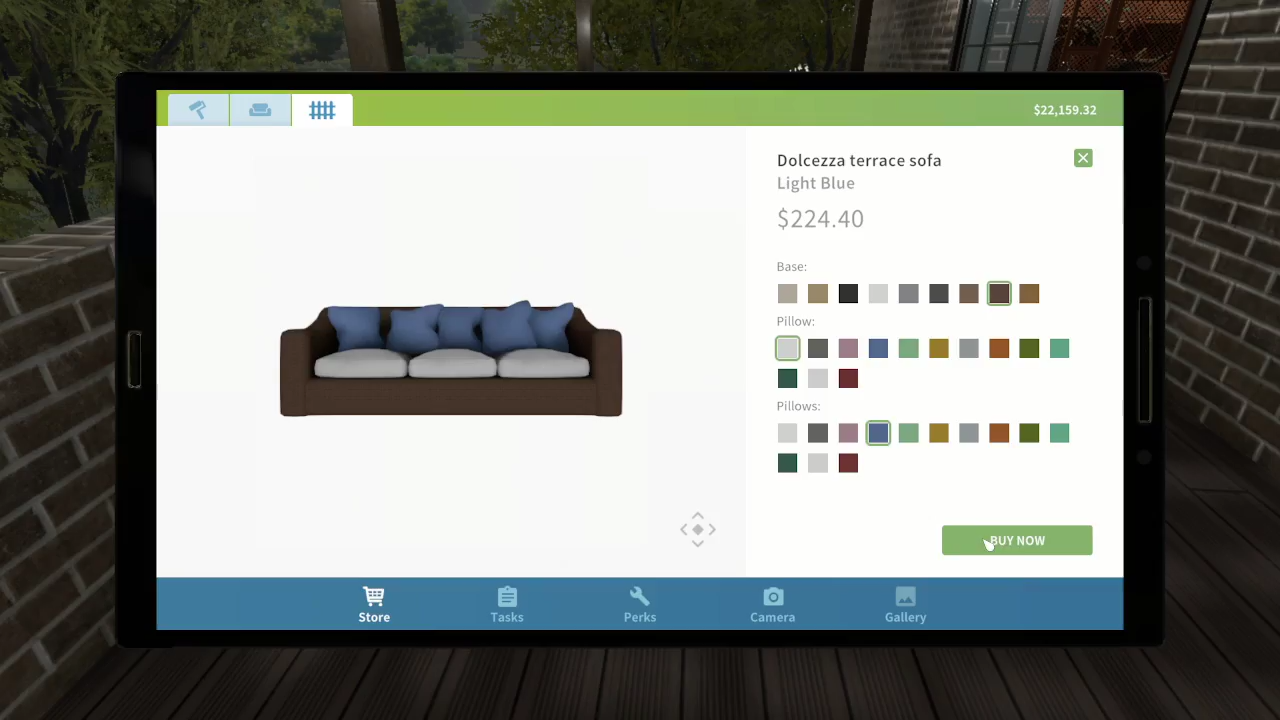 $22,159.32
Dolcezza terrace sofa
Light Blue
$224.40
Base:
Pillow:
Pillows:
BUY NOW
Store
Tasks
Perks
Camera
Gallery